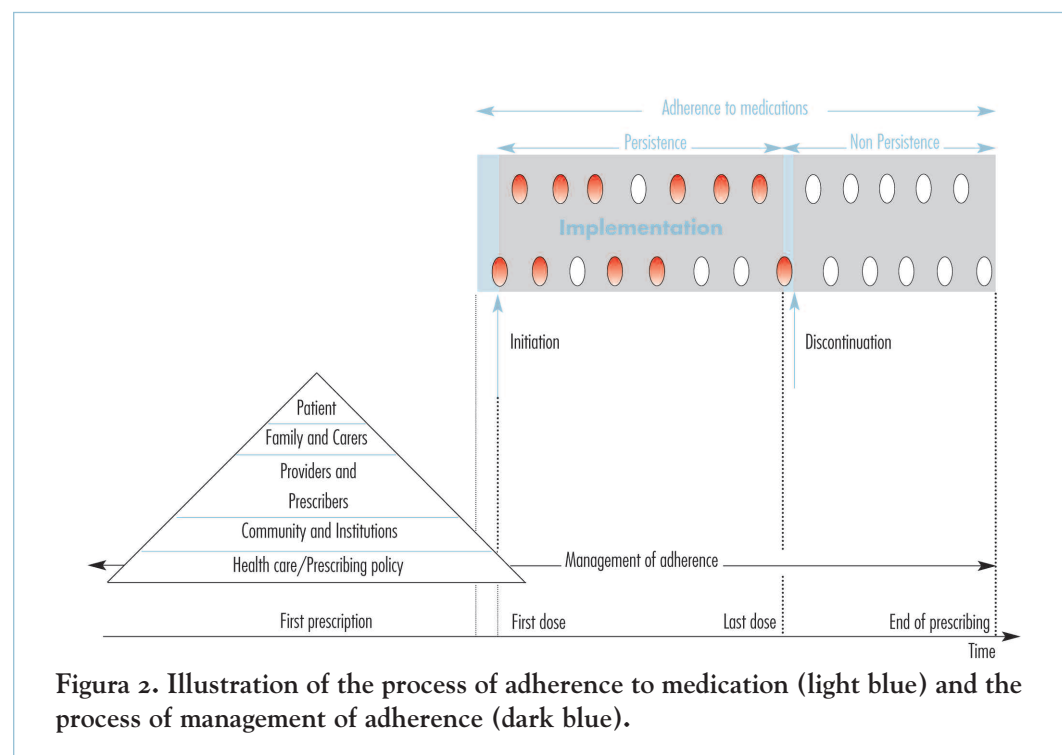 Adherence to medications
Persistence
Non Persistence
Implementation
Initiation
Discontinuation
Patient
Family and Carers
Providers and
Prescribers
Community and Institutions
Health care/Prescribing policy
Management of adherence
First prescription
First dose
Last dose
End of prescribing
Time
Figura 2. Illustration of the process of adherence to medication (light blue) and the
process of management of adherence (dark blue).